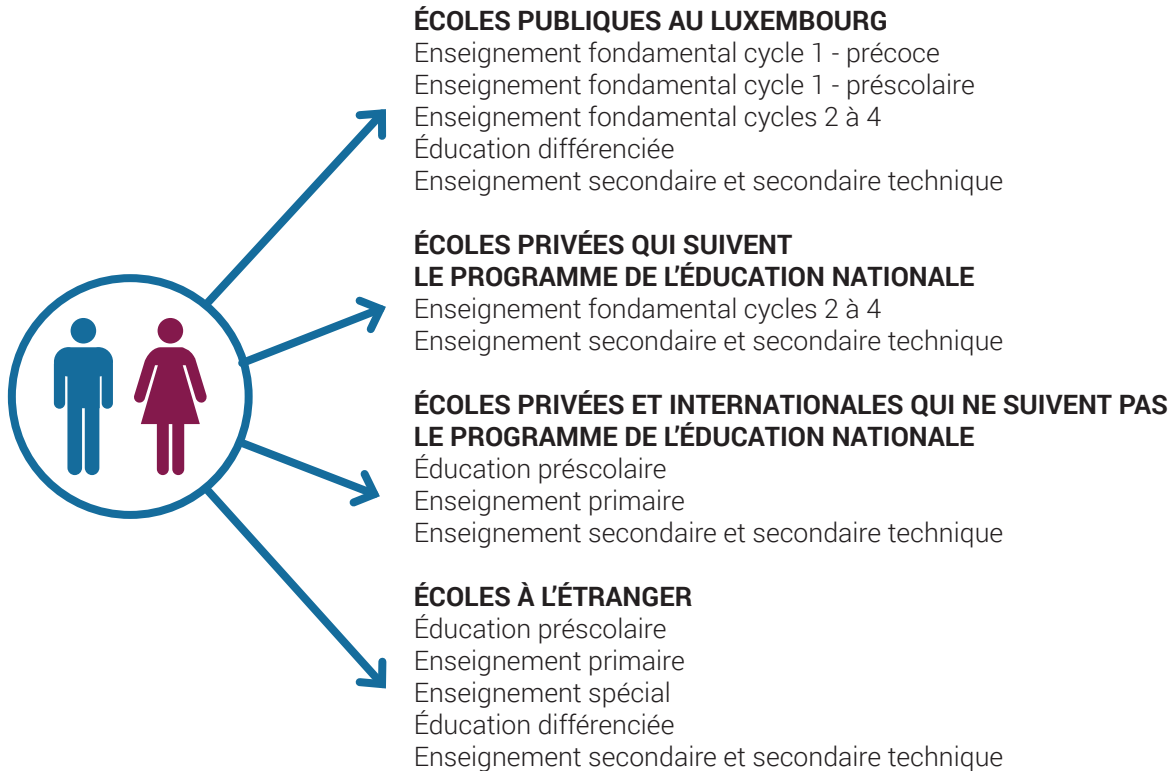 ÉCOLES PUBLIQUES AU LUXEMBOURG
Enseignement fondamental cycle 1 - précoce
Enseignement fondamental cycle 1 - préscolaire
Enseignement fondamental cycles 2 à 4
Éducation différenciée
Enseignement secondaire et secondaire technique
ÉCOLES PRIVÉES QUI SUIVENT
LE PROGRAMME DE L'ÉDUCATION NATIONALE
Enseignement fondamental cycles 2 à 4
Enseignement secondaire et secondaire technique
ÉCOLES PRIVÉES ET INTERNATIONALES QUI NE SUIVENT PAS
LE PROGRAMME DE L'ÉDUCATION NATIONALE
Éducation préscolaire
Enseignement primaire
Enseignement secondaire et secondaire technique
ÉCOLES À L'ÉTRANGER
Éducation préscolaire
Enseignement primaire
Enseignement spécial
Éducation différenciée
Enseignement secondaire et secondaire technique